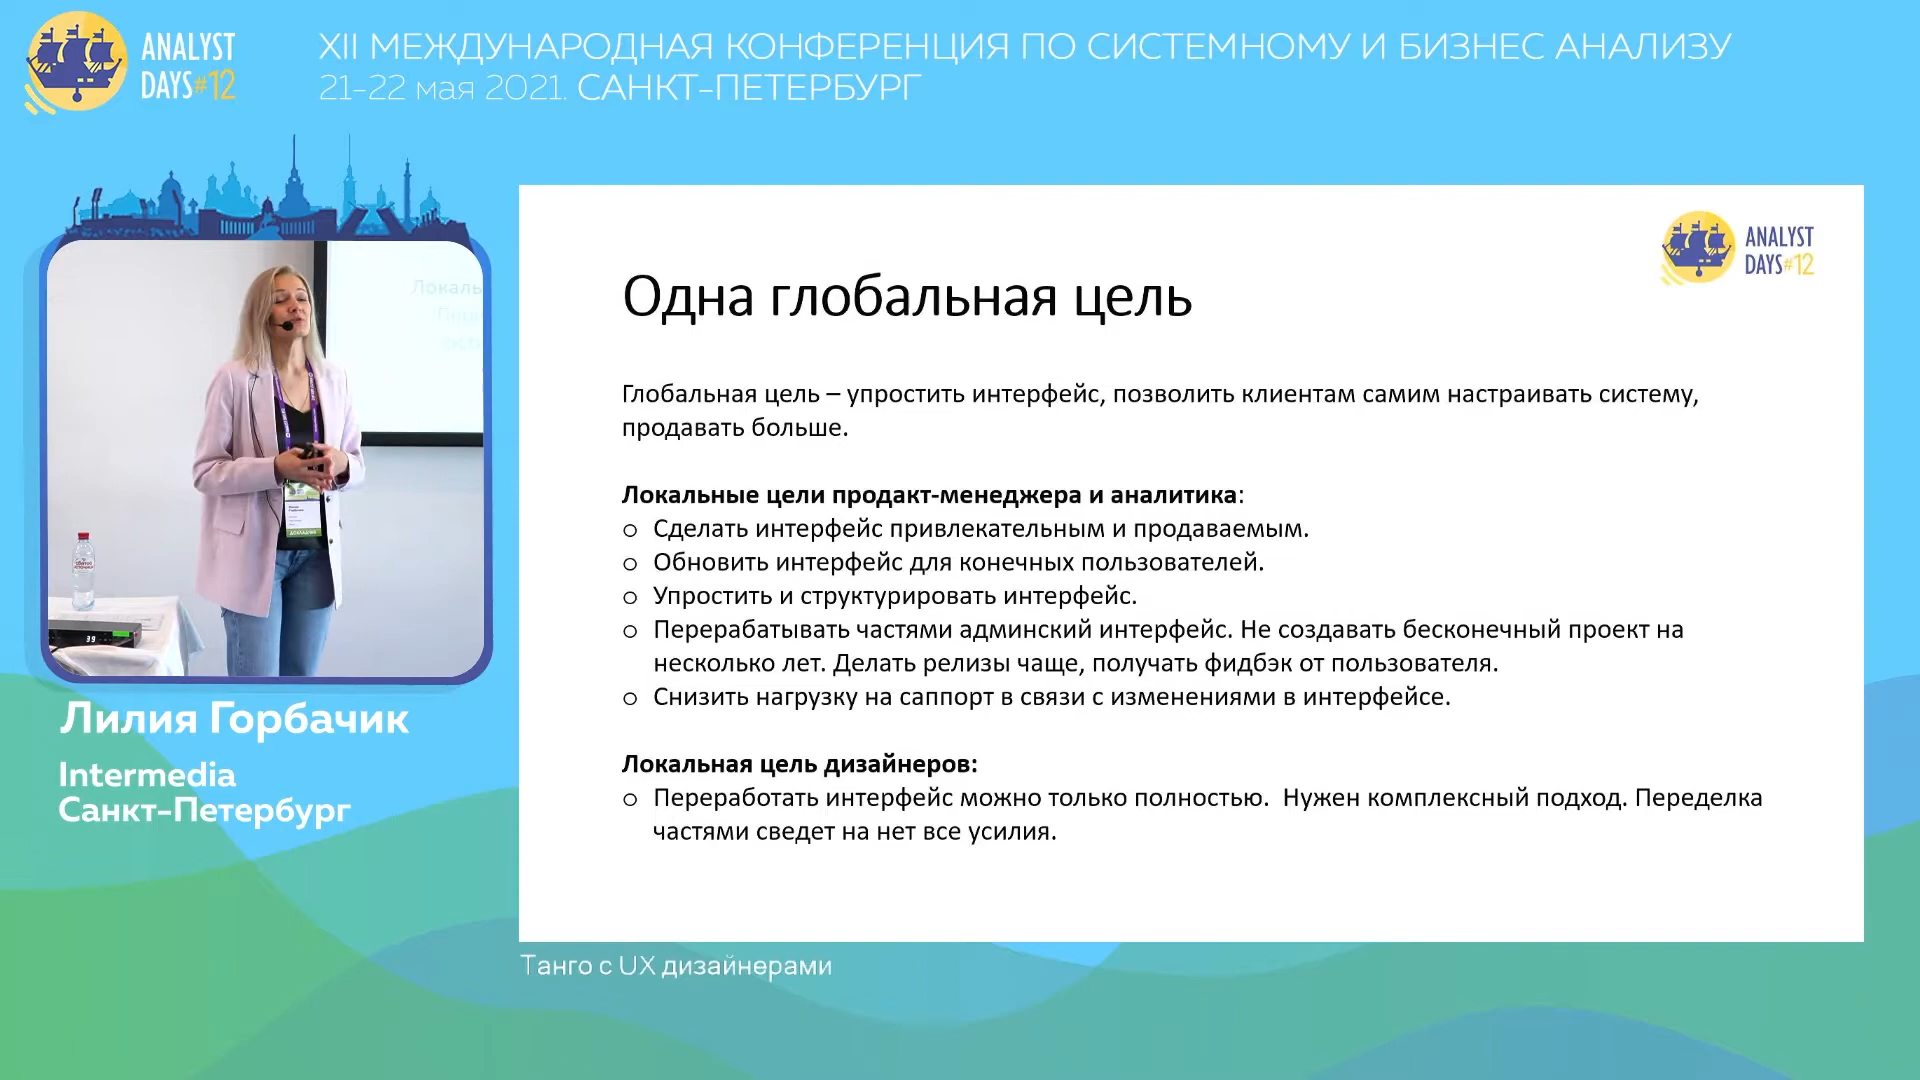 ANALYST
DAYS#12
XII МЕЖДУНАРОДНАЯ КОНФЕРЕНЦИЯ ПО СИСТЕМНОМУ И БИЗНЕС АНАЛИЗУ
21-22 мая 2021. САНКТ-ПЕТЕРБУРГ
ANALYST
DAYS#12
Одна глобальная цель
Глобальная цель – упростить интерфейс, позволить клиентам самим настраивать систему,
продавать больше.
Локальные цели продакт-менеджера и аналитика:
o Сделать интерфейс привлекательным и продаваемым.
o Обновить интерфейс для конечных пользователей.
o Упростить и структурировать интерфейс.
o Перерабатывать частями админский интерфейс. Не создавать бесконечный проект на
несколько лет. Делать релизы чаще, получать фидбэк от пользователя.
o Снизить нагрузку на саппорт в связи с изменениями в интерфейсе.
Локальная цель дизайнеров:
o Переработать интерфейс можно только полностью.  Нужен комплексный подход. Переделка
частями сведет на нет все усилия.
Локаль
39
ДОКЛАДЧИК
Лилия Горбачик
Intermedia
Санкт-Петербург
Танго с UX дизайнерами